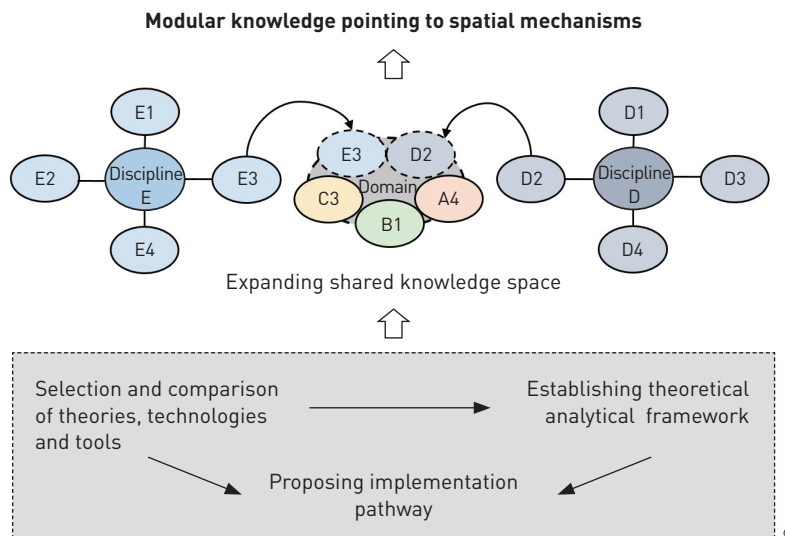 Modular knowledge pointing to spatial mechanisms
E1
E2
Discipline
E
E3
E4
E3
D2
Domain
C3
A4
B1
D1
D2
Discipline
D
D3
D4
Expanding shared knowledge space
Selection and comparison
of theories, technologies
and tools
Establishing theoretical
analytical framework
Proposing implementation
pathway